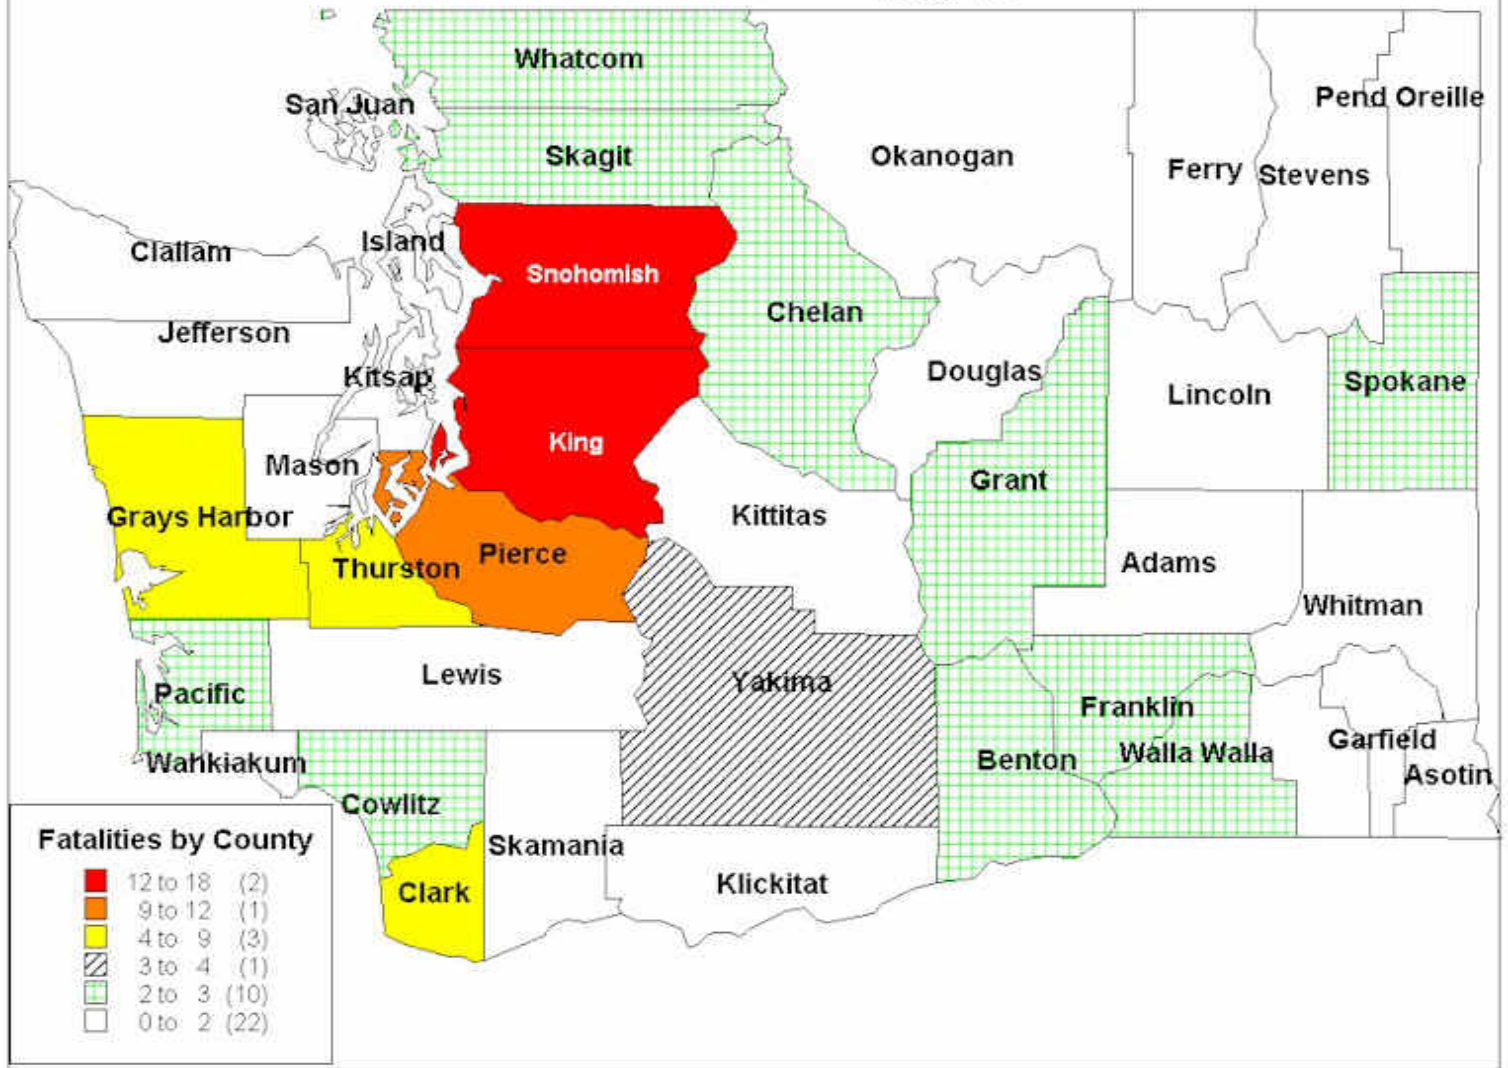 Whatcom
San Juan
Pend Oreille
Skagit
Okanogan
Ferry
Stevens
Island
Clallam
Snohomish
Chelan
Jefferson
Kitsap
Douglas
Spokane
Lincoln
King
Mason
Grant
Grays Harbor
Kittitas
Pierce
Thurston
Adams
Whitman
Lewis
Yakima
Pacific
Franklin
Garfield
Walla Walla
Benton
Wahkiakum
Asotin
Cowlitz
Skamania
Klickitat
Clark
Fatalities by County
12 to 18 (2)
9 to 12 (1)
4 to 9 (3)
3 to 4 (1)
2 to 3 (10)
0 to 2 (22)